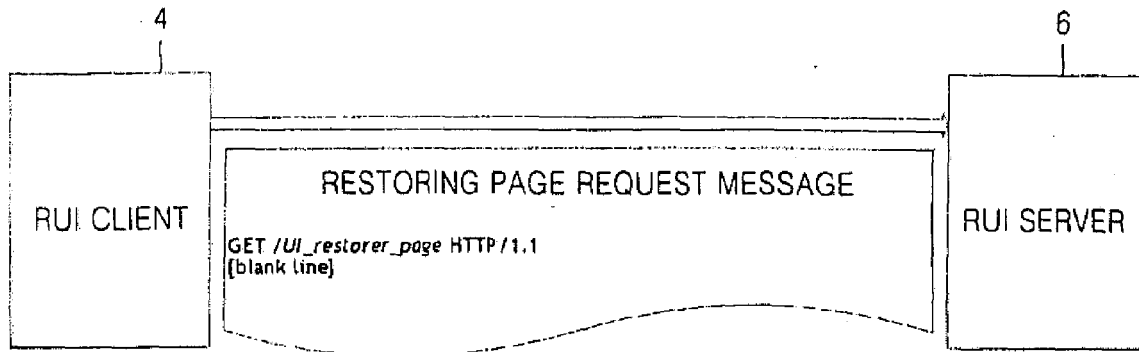 4
6
RUI CLIENT
RESTORING PAGE REQUEST MESSAGE
GET /UI_restorer_page HTTP/1.1
[blank line]
RUI SERVER